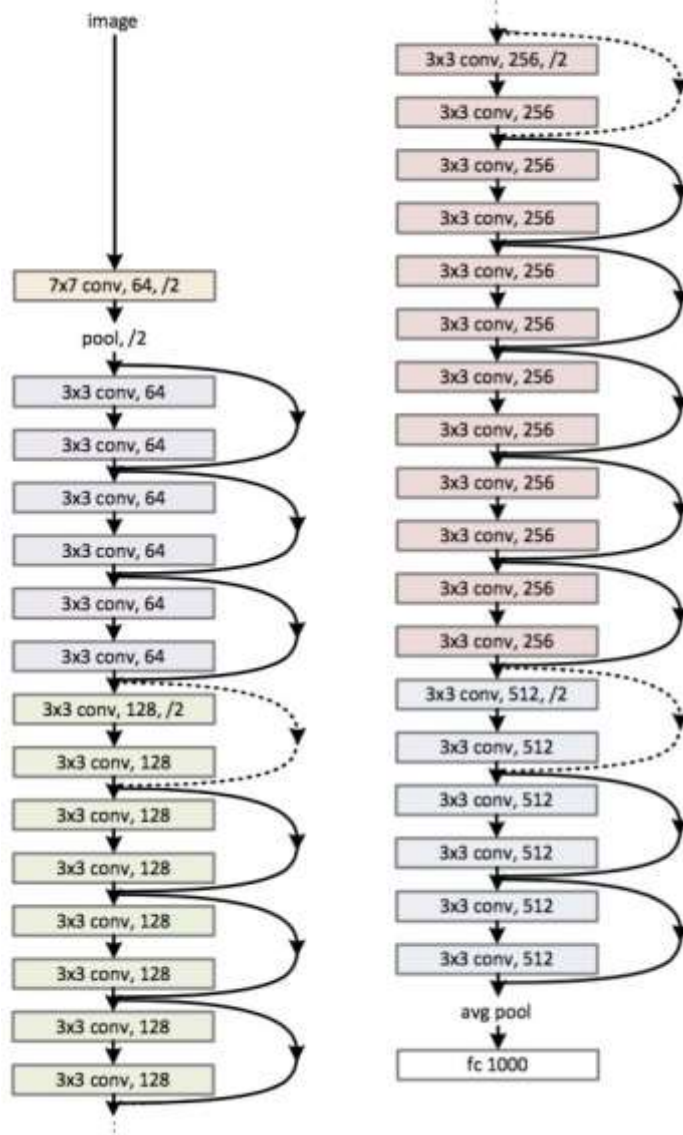 image
7x7 conv, 64, /2
pool, /2
3x3 conv, 64
3x3 conv, 64
3x3 conv, 64
3x3 conv, 64
3x3 conv, 64
3x3 conv, 64
3x3 conv, 128, /2
3x3 conv, 128
3x3 conv, 128
3x3 conv, 128
3x3 conv, 128
3x3 conv, 128
3x3 conv, 128
3x3 conv, 128
3x3 conv, 256, /2
3x3 conv, 256
3x3 conv, 256
3x3 conv, 256
3x3 conv, 256
3x3 conv, 256
3x3 conv, 256
3x3 conv, 256
3x3 conv, 256
3x3 conv, 256
3x3 conv, 256
3x3 conv, 256
3x3 conv, 512, /2
3x3 conv, 512
3x3 conv, 512
3x3 conv, 512
3x3 conv, 512
3x3 conv, 512
avg pool
fc 1000